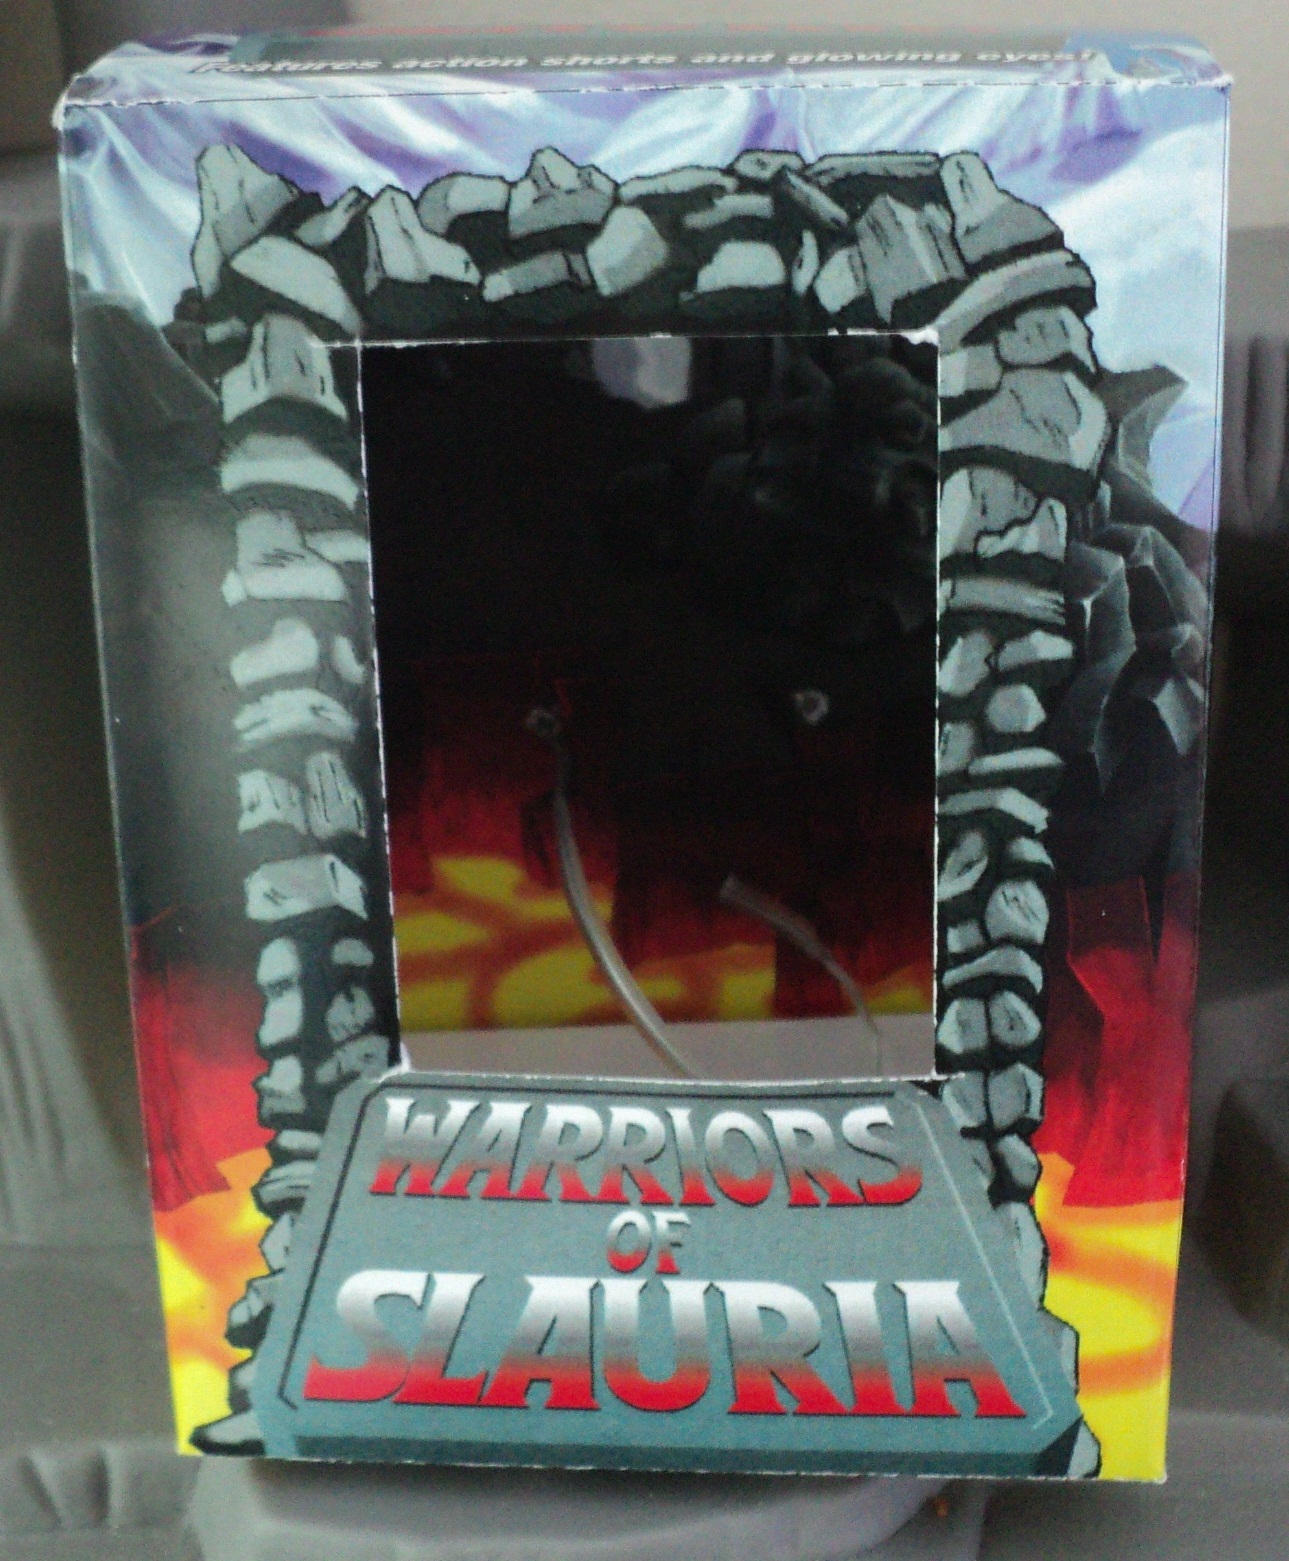 Features action shorts and glowing eyes!
WARRIORS
OF
SLAURIA